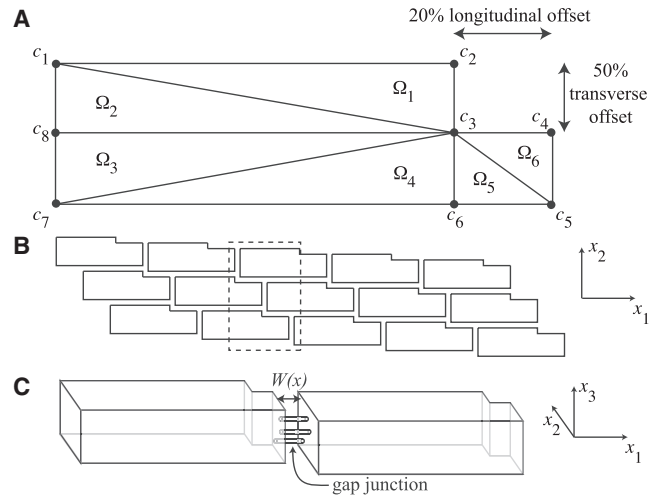 A
20% longitudinal offset
c1
c2
50%
transverse
offset
Ω1
Ω2
c3
c4
c8
Ω3
Ω6
Ω4
Ω5
c7
c6
c5
B
x2
x1
C
W(x)
x3
x2
x1
gap junction